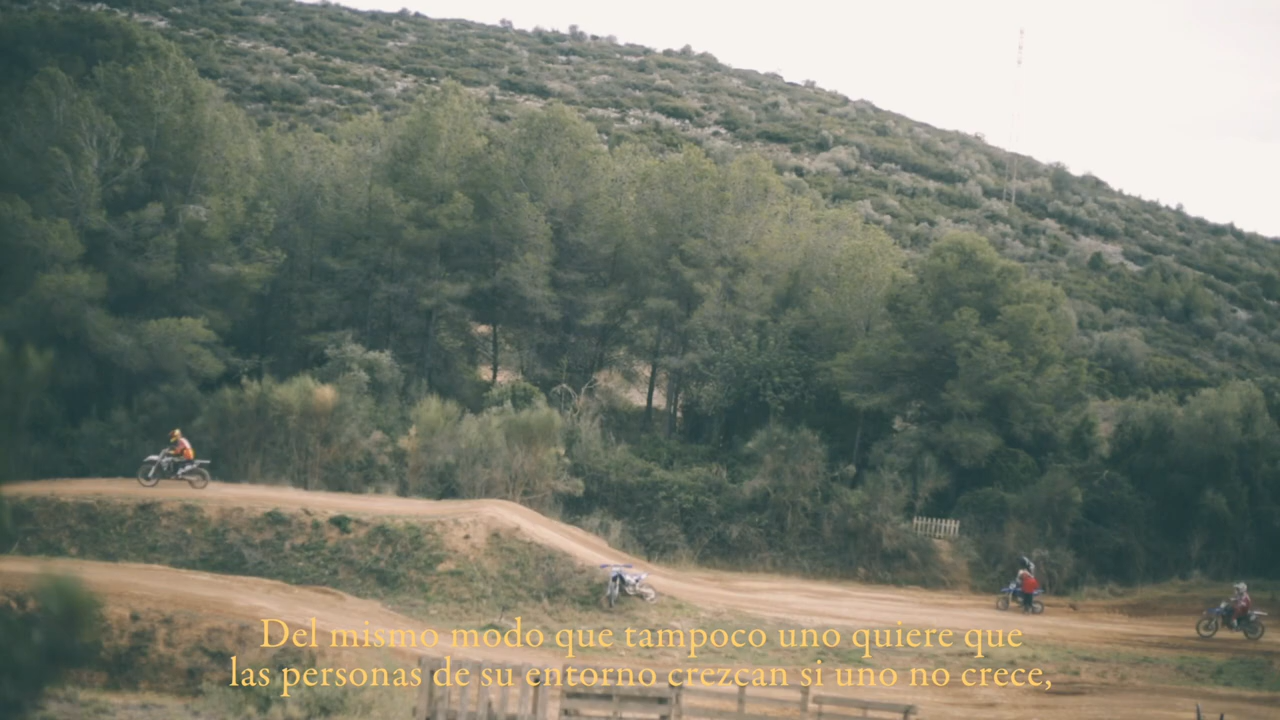 Del mismo modo que tampoco uno quiere que
las personas de su entorno crezcan si uno no crece,